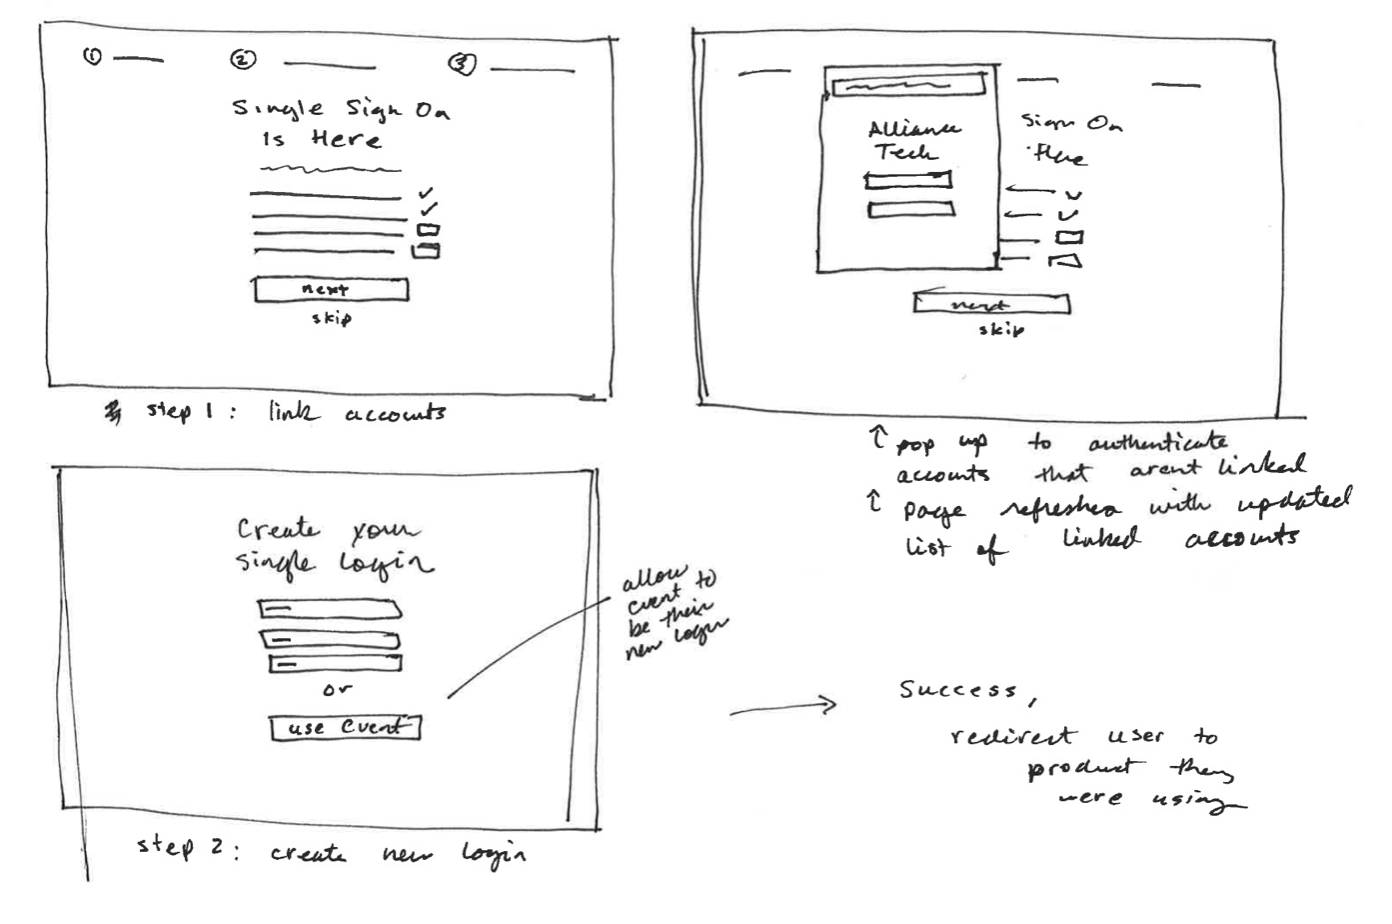 1
2
3
Single Sign On
Is Here
next
skip
step 1: link accounts
Alliance
Tech
Sign On
Here
next
skip
↑ pop up to authenticate
accounts that arent linked
↑ page refreshes with updated
list of linked accounts
Create your
single login
or
use Cvent
step 2: create new login
allow
cvent to
be their
new login
→ Success,
redirect user to
product they
were using